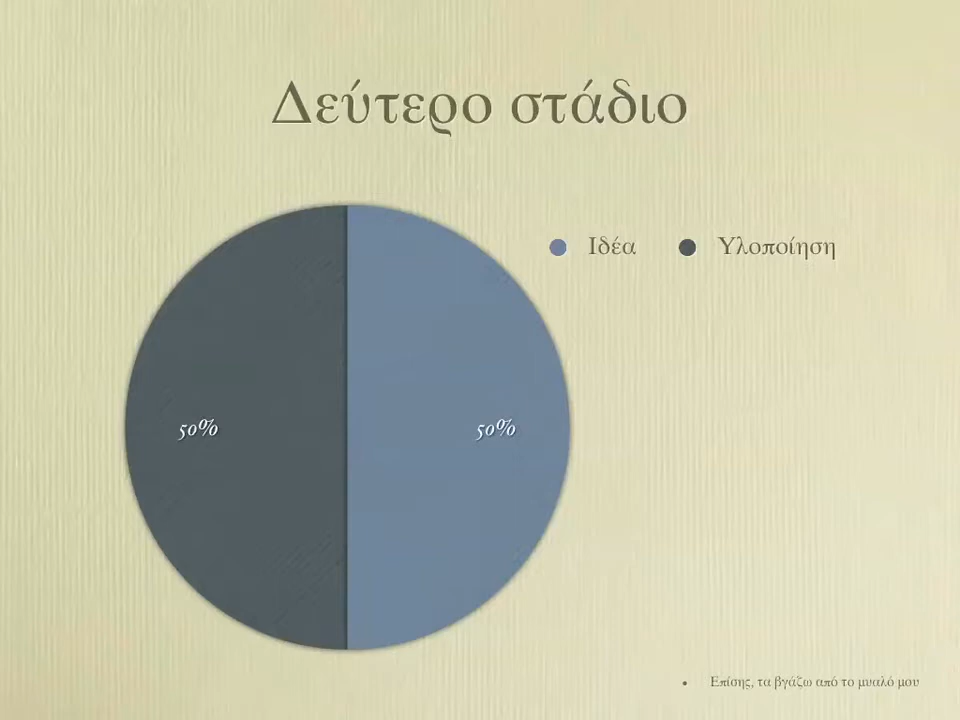 Δεύτερο στάδιο
Ιδέα Υλοποίηση
50% 50%
• Επίσης, τα βγάζω από το μυαλό μου